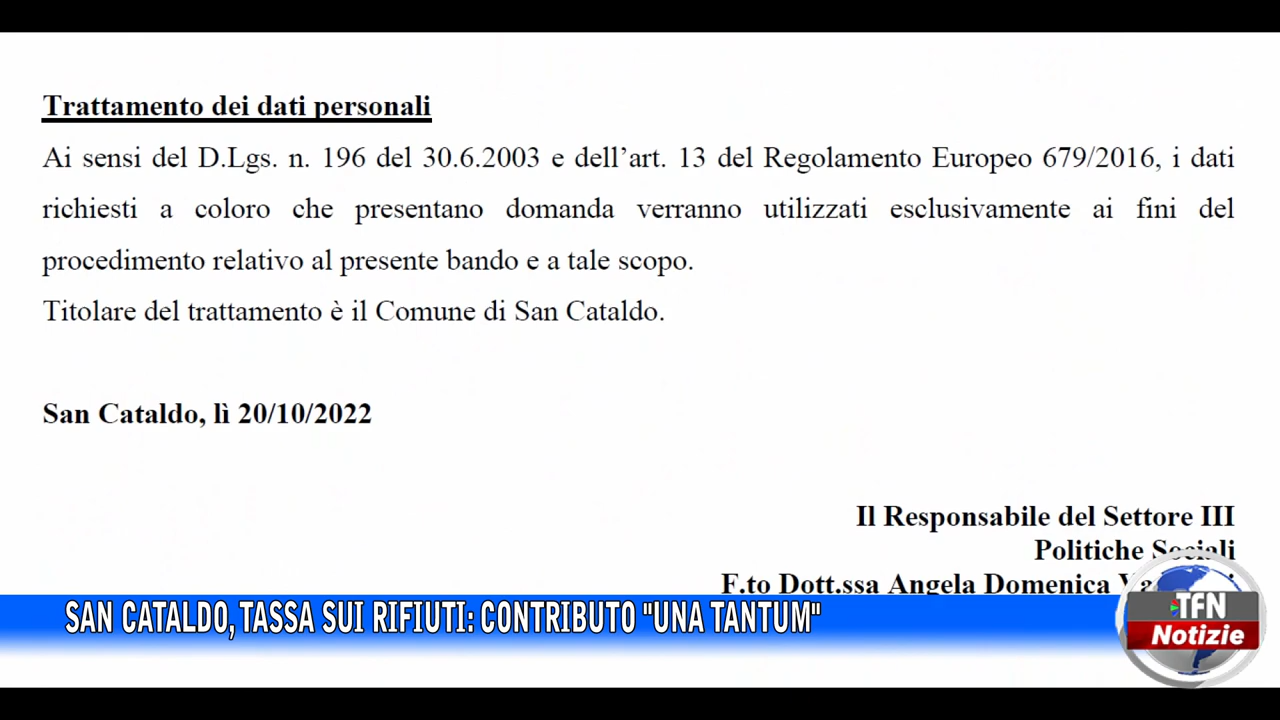 Trattamento dei dati personali
Ai sensi del D.Lgs. n. 196 del 30.6.2003 e dell'art. 13 del Regolamento Europeo 679/2016, i dati
richiesti a coloro che presentano domanda verranno utilizzati esclusivamente ai fini del
procedimento relativo al presente bando e a tale scopo.
Titolare del trattamento è il Comune di San Cataldo.
San Cataldo, lì 20/10/2022
Il Responsabile del Settore III
Politiche Sociali
F.to Dott.ssa Angela Domenica
SAN CATALDO, TASSA SUI RIFIUTI: CONTRIBUTO "UNA TANTUM"
TFN
Notizie